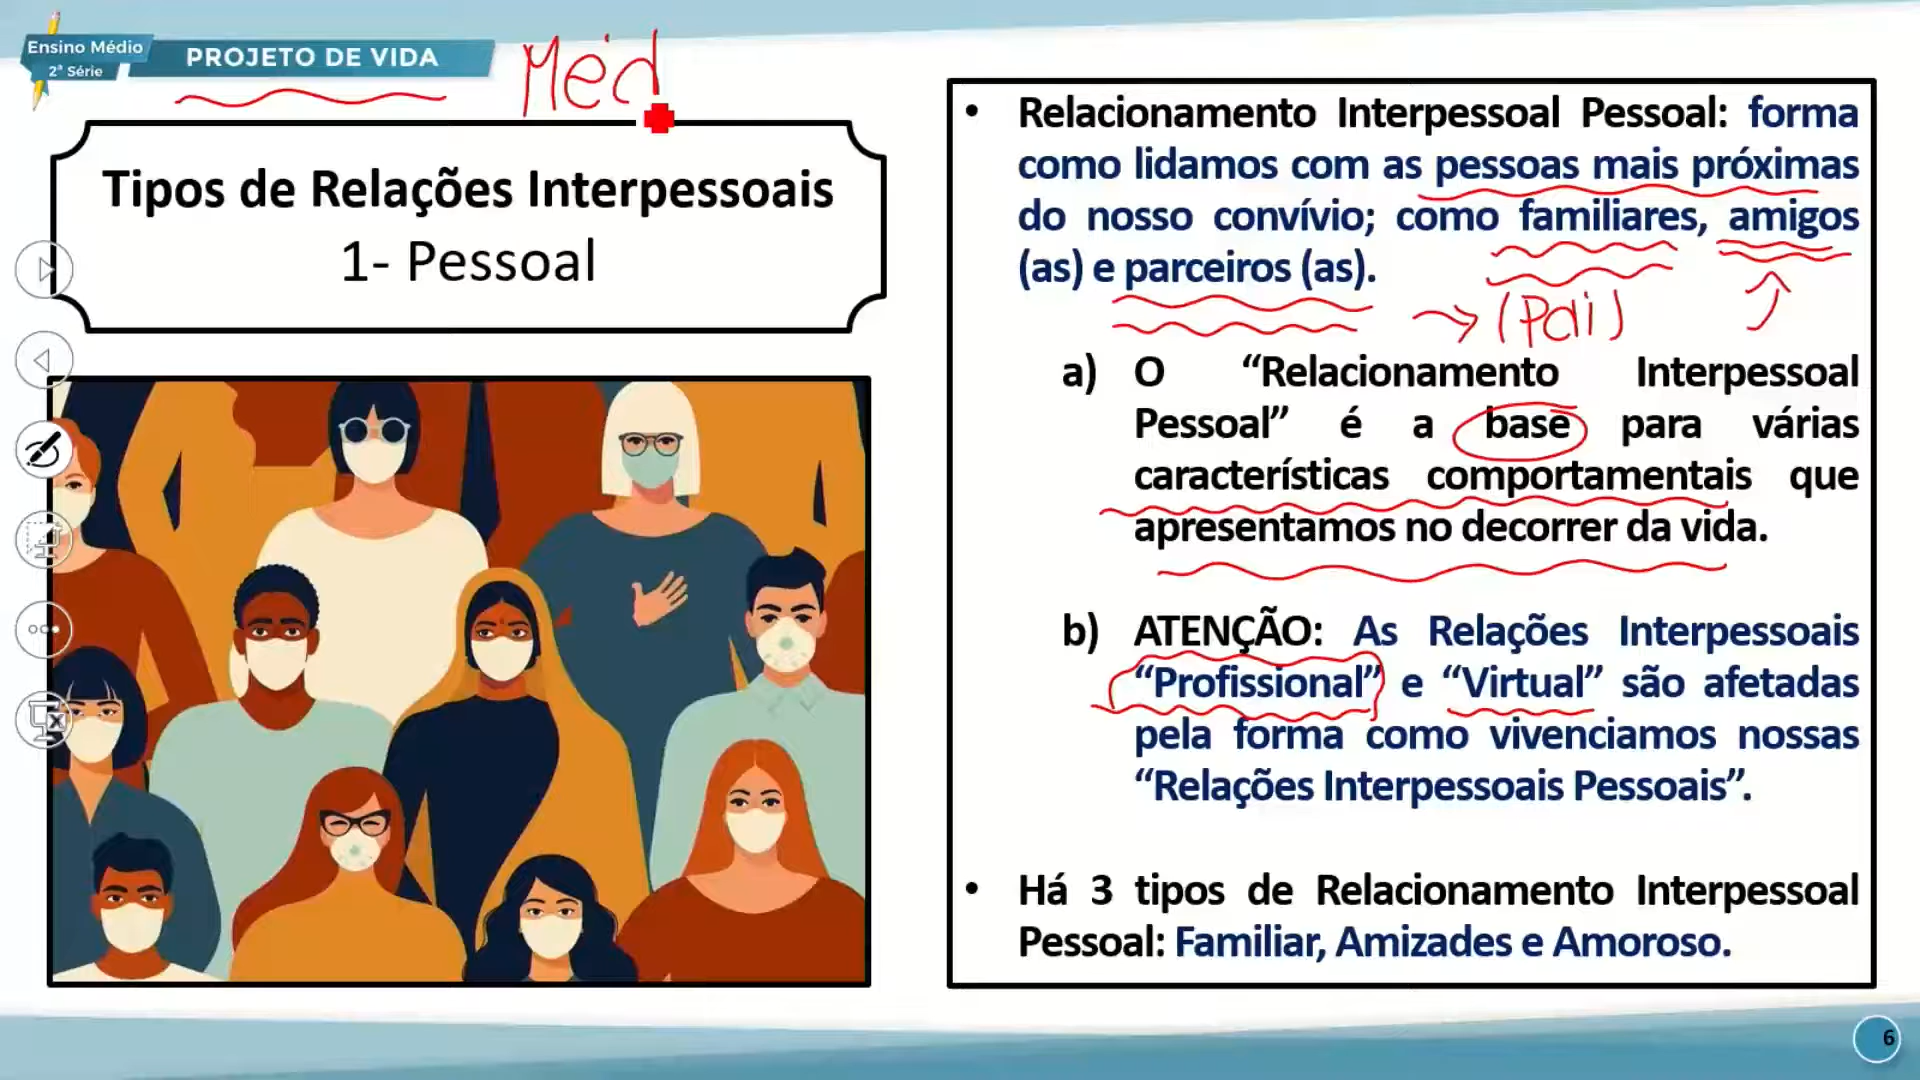 Ensino Médio
2ª Série
PROJETO DE VIDA
Méd
Tipos de Relações Interpessoais
1- Pessoal
• Relacionamento Interpessoal Pessoal: forma
como lidamos com as pessoas mais próximas
do nosso convívio; como familiares, amigos
(as) e parceiros (as).
(Pai)
a) O “Relacionamento Interpessoal
Pessoal” é a base para várias
características comportamentais que
apresentamos no decorrer da vida.
b) ATENÇÃO: As Relações Interpessoais
“Profissional” e “Virtual” são afetadas
pela forma como vivenciamos nossas
“Relações Interpessoais Pessoais”.
• Há 3 tipos de Relacionamento Interpessoal
Pessoal: Familiar, Amizades e Amoroso.
6